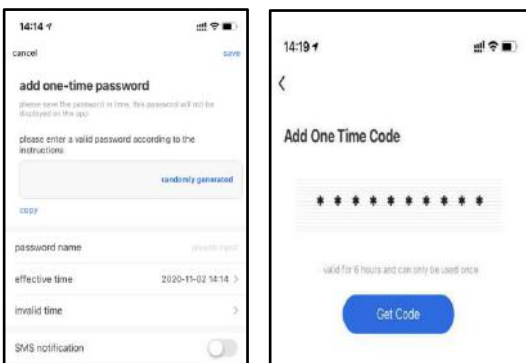 14:14
cancel
save
add one-time password
please save the password in time, this password will not be
displayed on the app
please enter a valid password according to the
instructions
randomly generated
copy
password name
please input
effective time
2020-11-02 14:14 >
invalid time
>
SMS notification
14:19
<
Add One Time Code
* * * * * * * * * *
valid for 6 hours and can only be used once
Get Code